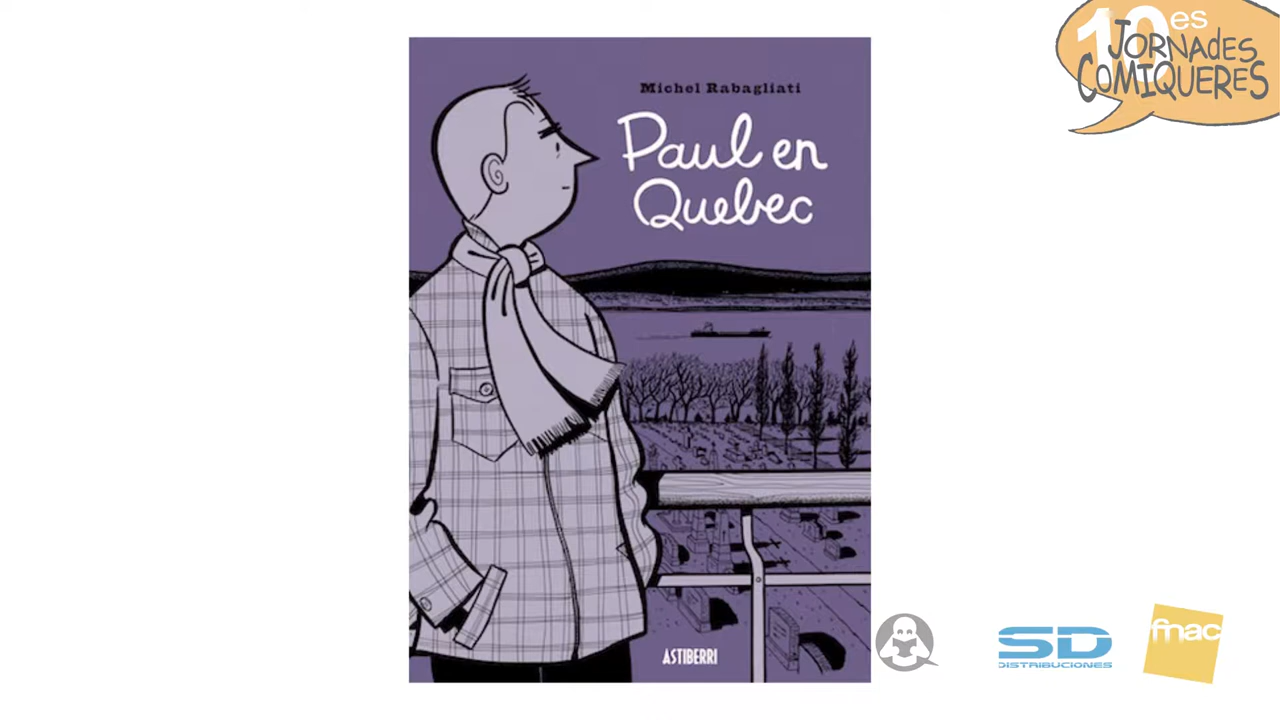 10es
JORNADES
COMIQUERES
Michel Rabagliati
Paul en
Quebec
ASTIBERRI
SD
DISTRIBUCIONES
fnac